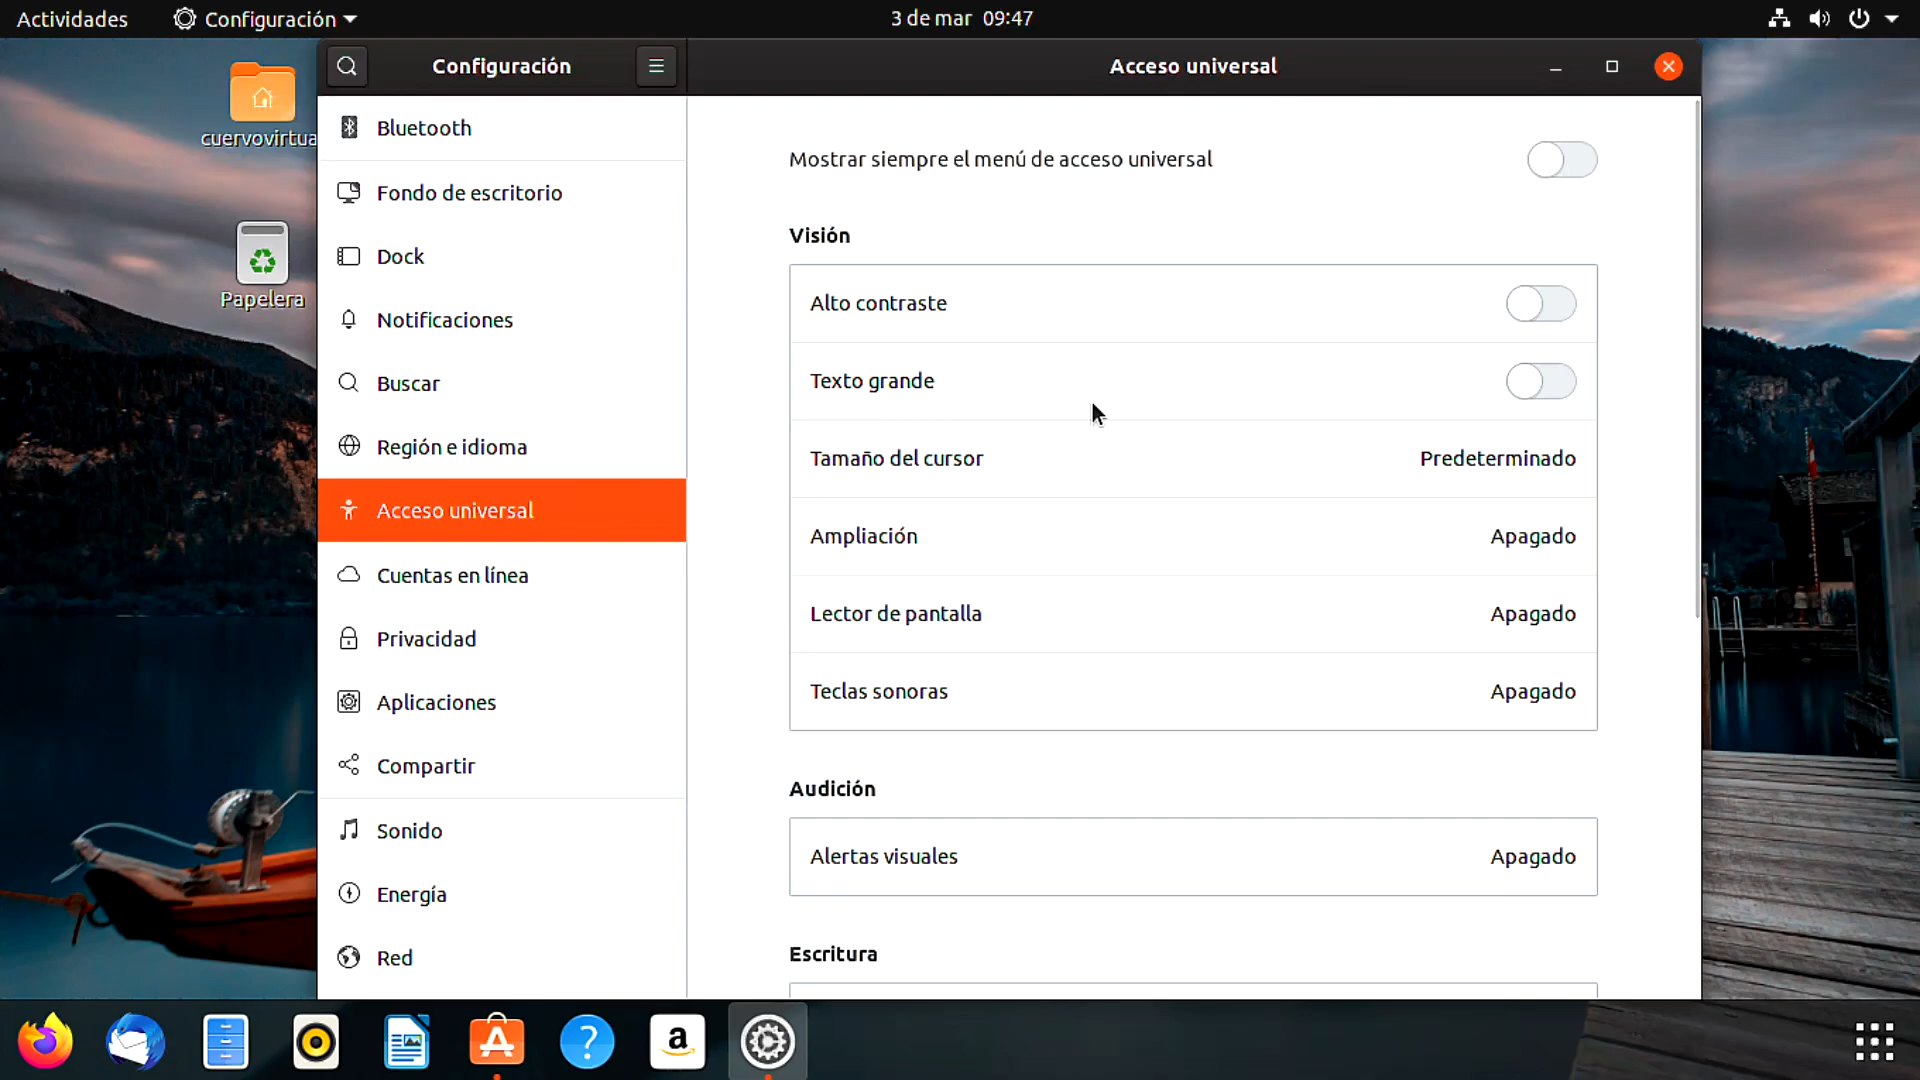 Actividades
Configuración
3 de mar 09:47
cuervovirtua
Papelera
Configuración
Acceso universal
Bluetooth
Fondo de escritorio
Dock
Notificaciones
Buscar
Región e idioma
Acceso universal
Cuentas en línea
Privacidad
Aplicaciones
Compartir
Sonido
Energía
Red
Mostrar siempre el menú de acceso universal
Visión
Alto contraste
Texto grande
Tamaño del cursor Predeterminado
Ampliación Apagado
Lector de pantalla Apagado
Teclas sonoras Apagado
Audición
Alertas visuales Apagado
Escritura
? a